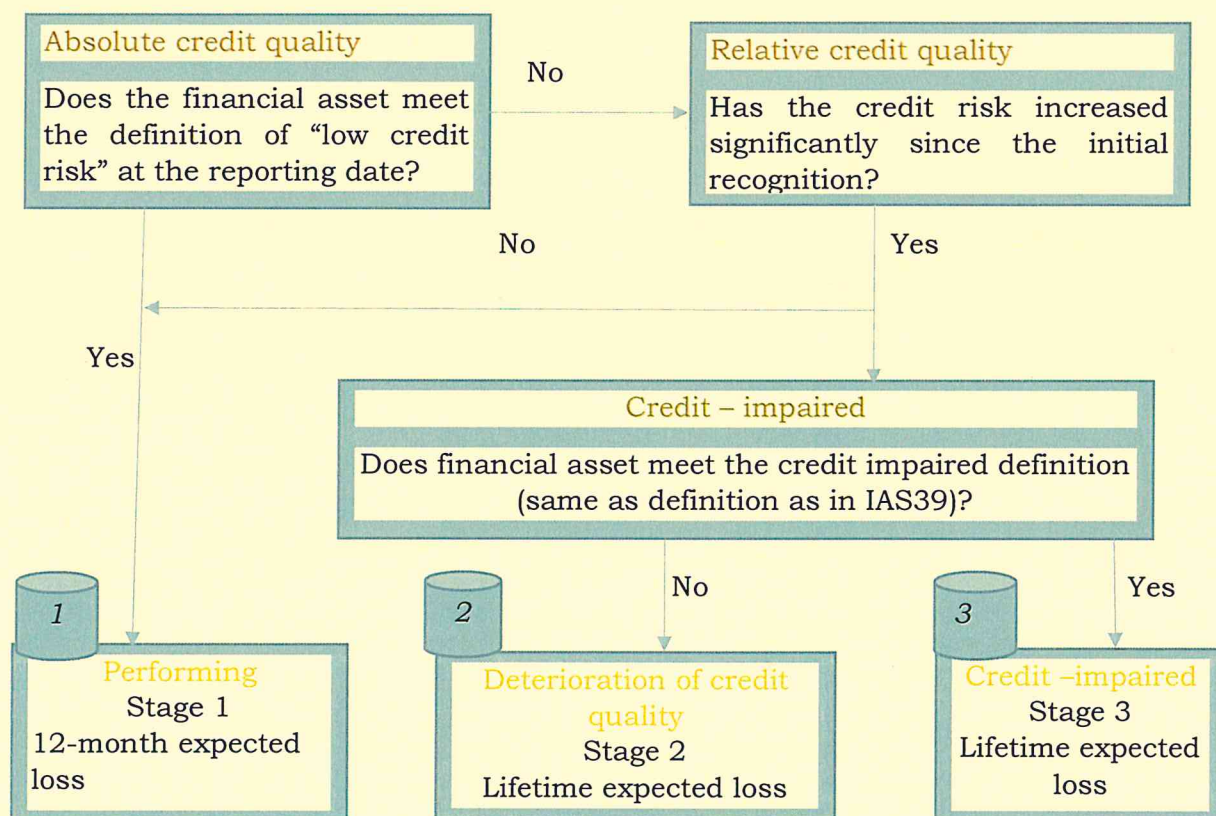 Absolute credit quality
Does the financial asset meet
the definition of “low credit
risk” at the reporting date?
No
Relative credit quality
Has the credit risk increased
significantly since the initial
recognition?
No
Yes
Yes
Credit – impaired
Does financial asset meet the credit impaired definition
(same as definition as in IAS39)?
No
Yes
1
Performing
Stage 1
12-month expected
loss
2
Deterioration of credit
quality
Stage 2
Lifetime expected loss
3
Credit –impaired
Stage 3
Lifetime expected
loss